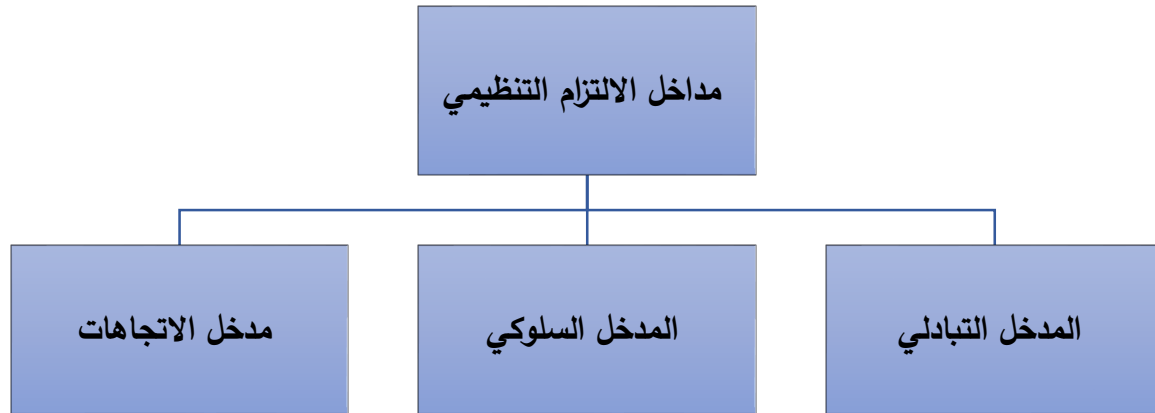 مداخل الالتزام التنظيمي
المدخل التبادلي
المدخل السلوكي
مدخل الاتجاهات